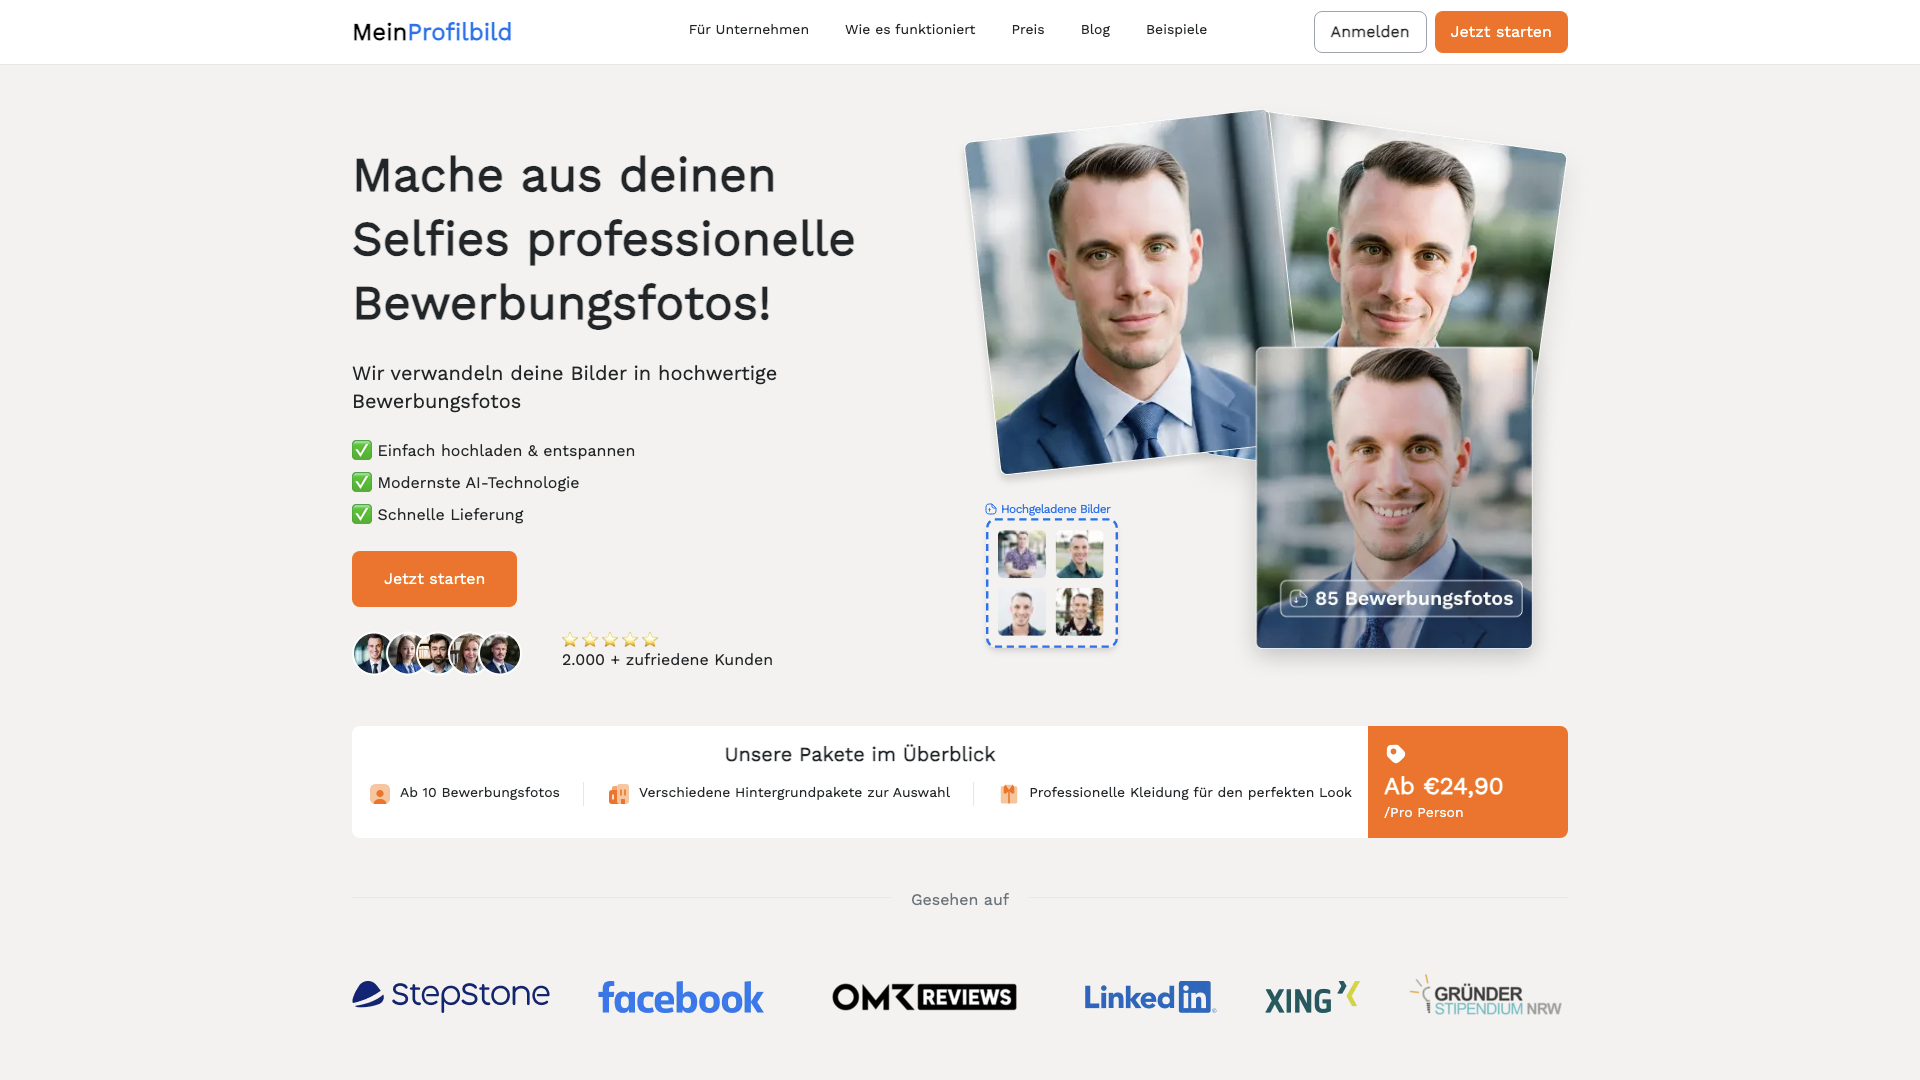 MeinProfilbild
Für Unternehmen
Wie es funktioniert
Preis
Blog
Beispiele
Anmelden
Jetzt starten
Mache aus deinen
Selfies professionelle
Bewerbungsfotos!
Wir verwandeln deine Bilder in hochwertige
Bewerbungsfotos
✅ Einfach hochladen & entspannen
✅ Modernste AI-Technologie
✅ Schnelle Lieferung
Jetzt starten
2.000 + zufriedene Kunden
Hochgeladene Bilder
85 Bewerbungsfotos
Unsere Pakete im Überblick
Ab 10 Bewerbungsfotos
Verschiedene Hintergrundpakete zur Auswahl
Professionelle Kleidung für den perfekten Look
Ab €24,90
/Pro Person
Gesehen auf
StepStone
facebook
OMR REVIEWS
LinkedIn
XING
GRÜNDER
STIPENDIUM NRW